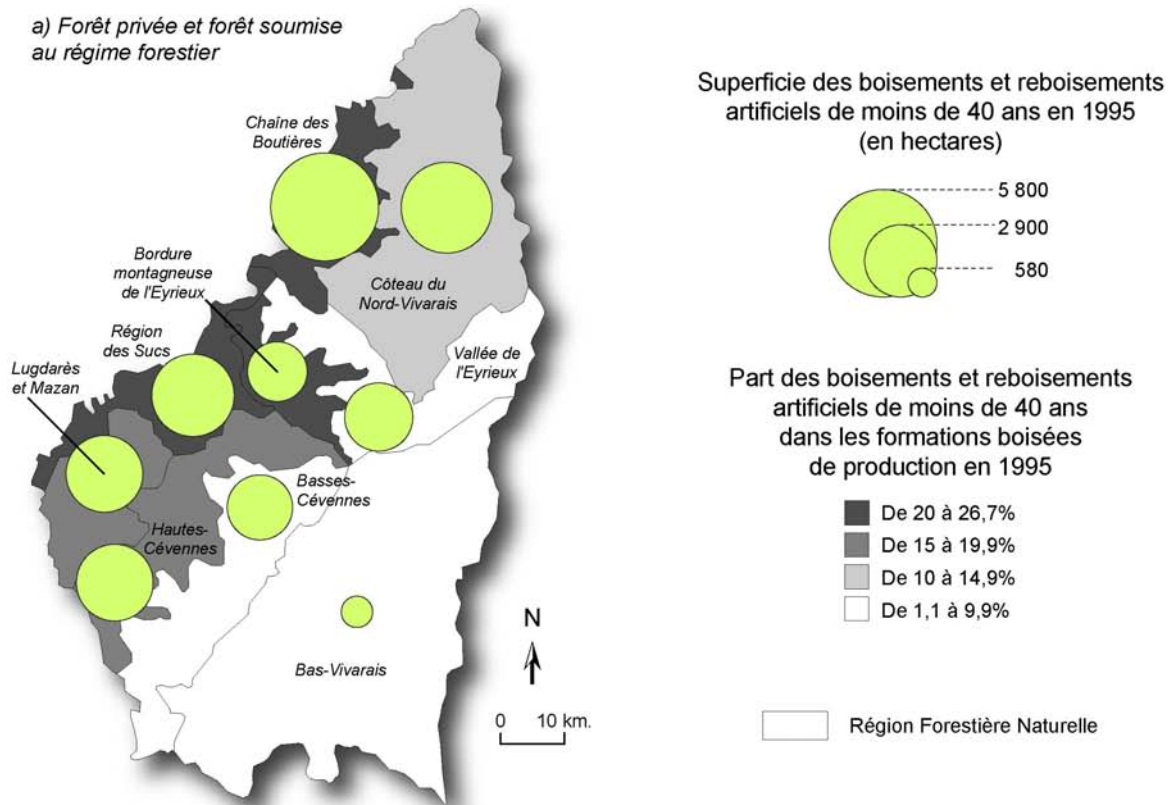 a) Forêt privée et forêt soumise
au régime forestier
Chaîne des
Boutières
Bordure
montagneuse
de l'Eyrieux
Côteau du
Nord-Vivarais
Région
des Sucs
Vallée de
l'Eyrieux
Lugdarès
et Mazan
Basses-
Cévennes
Hautes-
Cévennes
Bas-Vivarais
N
0 10 km.
Superficie des boisements et reboisements
artificiels de moins de 40 ans en 1995
(en hectares)
5 800
2 900
580
Part des boisements et reboisements
artificiels de moins de 40 ans
dans les formations boisées
de production en 1995
De 20 à 26,7%
De 15 à 19,9%
De 10 à 14,9%
De 1,1 à 9,9%
Région Forestière Naturelle